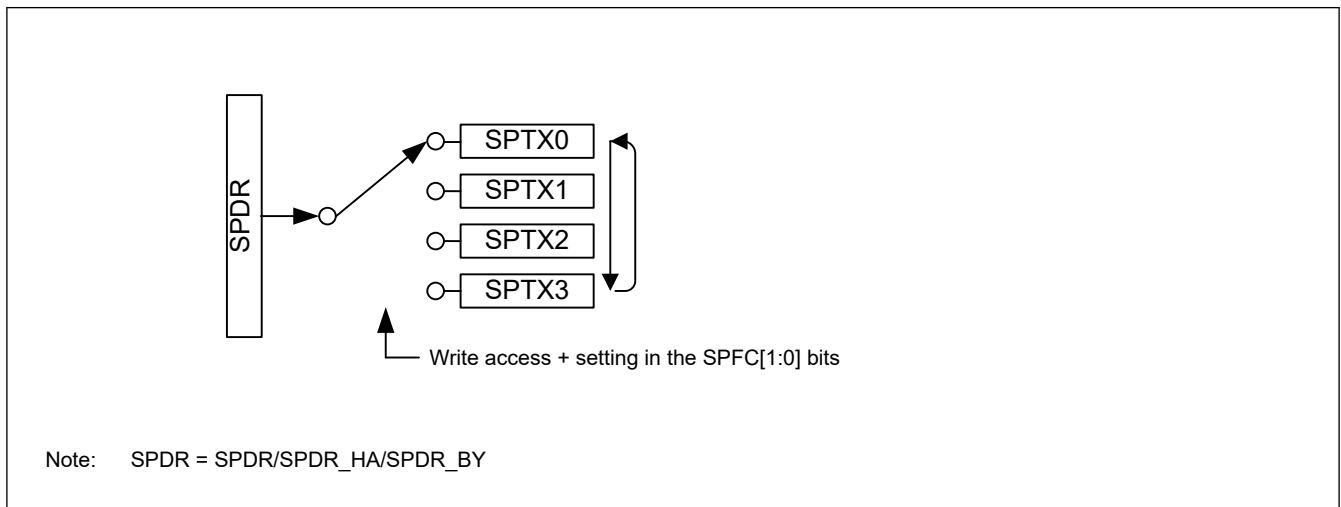 SPDR
SPTX0
SPTX1
SPTX2
SPTX3
Write access + setting in the SPFC[1:0] bits
Note: SPDR = SPDR/SPDR_HA/SPDR_BY